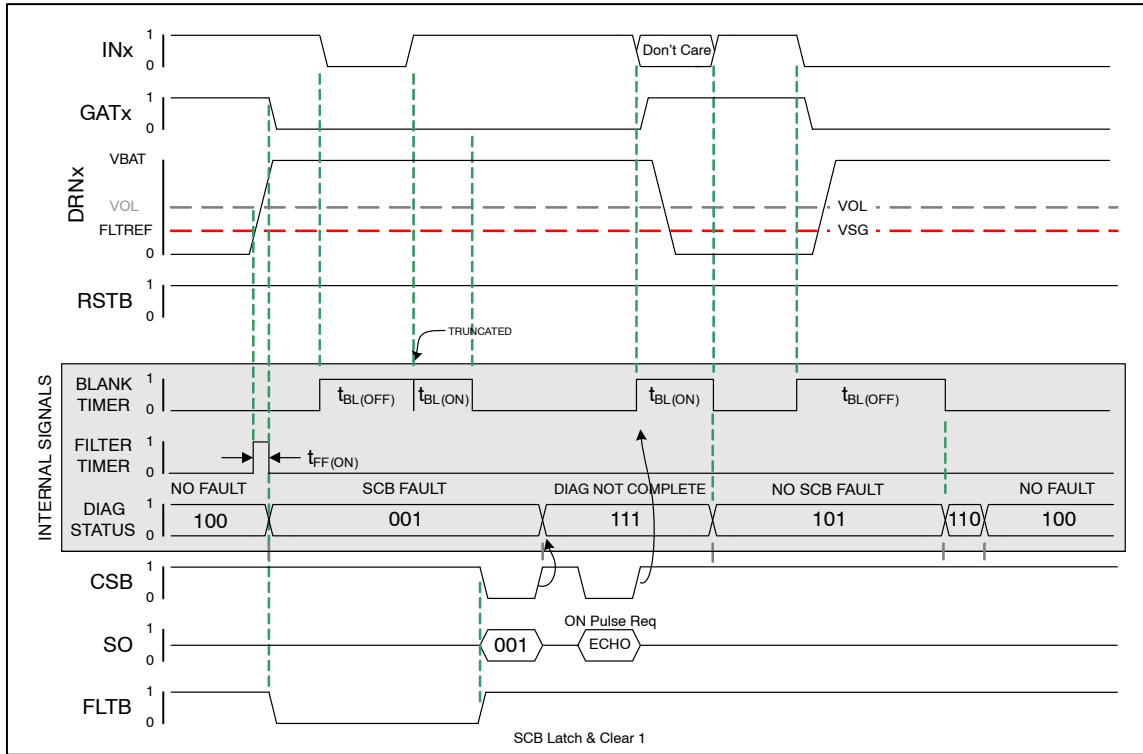 INx
1
0
Don't Care
GATx
1
0
DRNx
VBAT
VOL
VOL
FLTREF
VSG
0
RSTB
1
0
TRUNCATED
INTERNAL SIGNALS
BLANK TIMER
1
0
tBL(OFF)
tBL(ON)
tBL(ON)
tBL(OFF)
FILTER TIMER
1
0
tFF(ON)
NO FAULT
SCB FAULT
DIAG NOT COMPLETE
NO SCB FAULT
NO FAULT
DIAG STATUS
1
0
100
001
111
101
110
100
CSB
1
0
ON Pulse Req
SO
1
0
001
ECHO
FLTB
1
0
SCB Latch & Clear 1